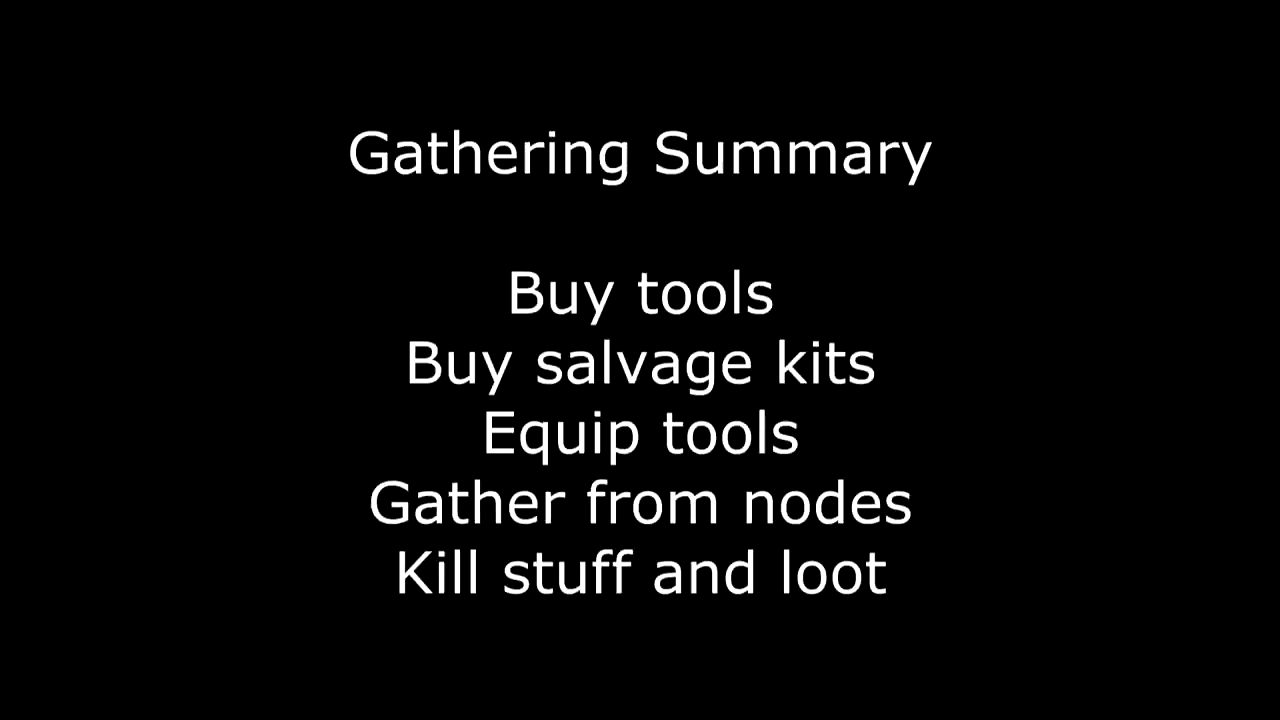 Gathering Summary
Buy tools
Buy salvage kits
Equip tools
Gather from nodes
Kill stuff and loot